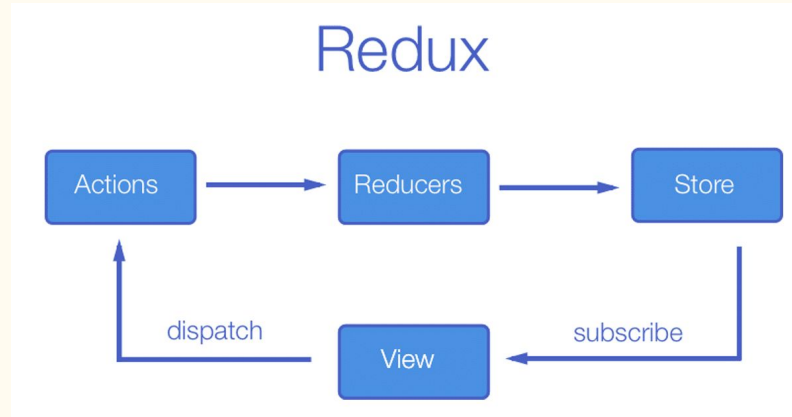 Redux
Actions
Reducers
Store
dispatch
View
subscribe